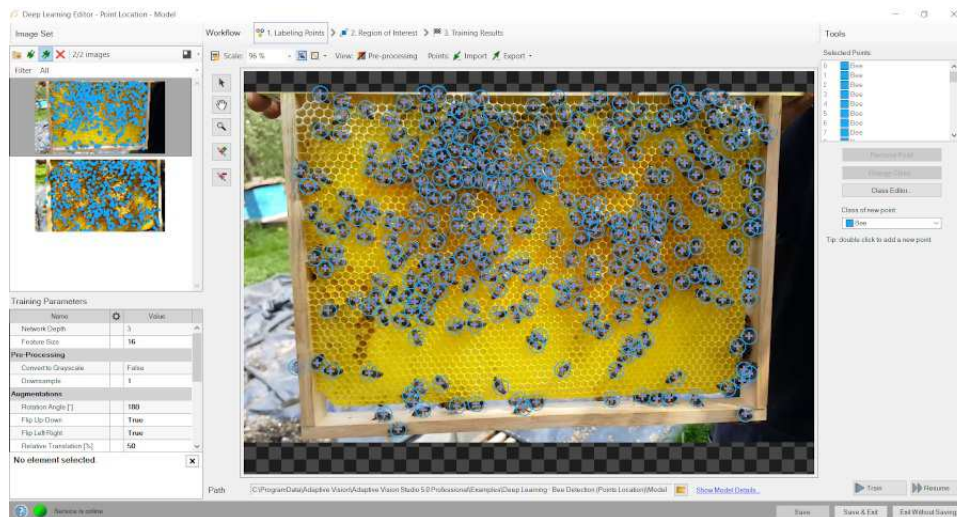 Deep Learning Editor - Point Location - Model
Image Set
Workflow
1. Labeling Points
2. Region of Interest
3. Training Results
Tools
2/2 images
Scale: 96 %
View: Pre-processing
Points: Import Export
Selected Points:
Filter: All
0 Bee
1 Bee
2 Bee
3 Bee
4 Bee
5 Bee
6 Bee
7 Bee
Remove Point
Change Class
Class Editor...
Class of new point:
Bee
Tip: double click to add a new point
Training Parameters
Name Value
Network Depth 3
Feature Size 16
Pre-Processing
Convert to Grayscale False
Downsample 1
Augmentations
Rotation Angle [°] 180
Flip Up-Down True
Flip Left-Right True
Relative Translation [%] 50
No element selected.
Path
C:\ProgramData\Adaptive Vision\Adaptive Vision Studio 5.0 Professional\Examples\Deep Learning - Bee Detection (Points Location)\Model
Show Model Details...
Train
Resume
Service is online
Save
Save & Exit
Exit Without Saving